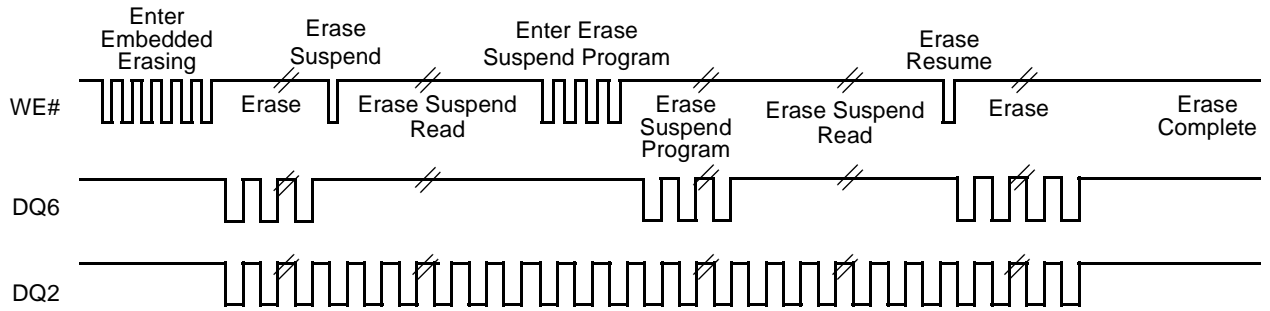 Enter
Embedded
Erasing
Erase
Suspend
Enter Erase
Suspend Program
Erase
Resume
WE#
Erase
Erase Suspend
Read
Erase
Suspend
Program
Erase Suspend
Read
Erase
Erase
Complete
DQ6
DQ2